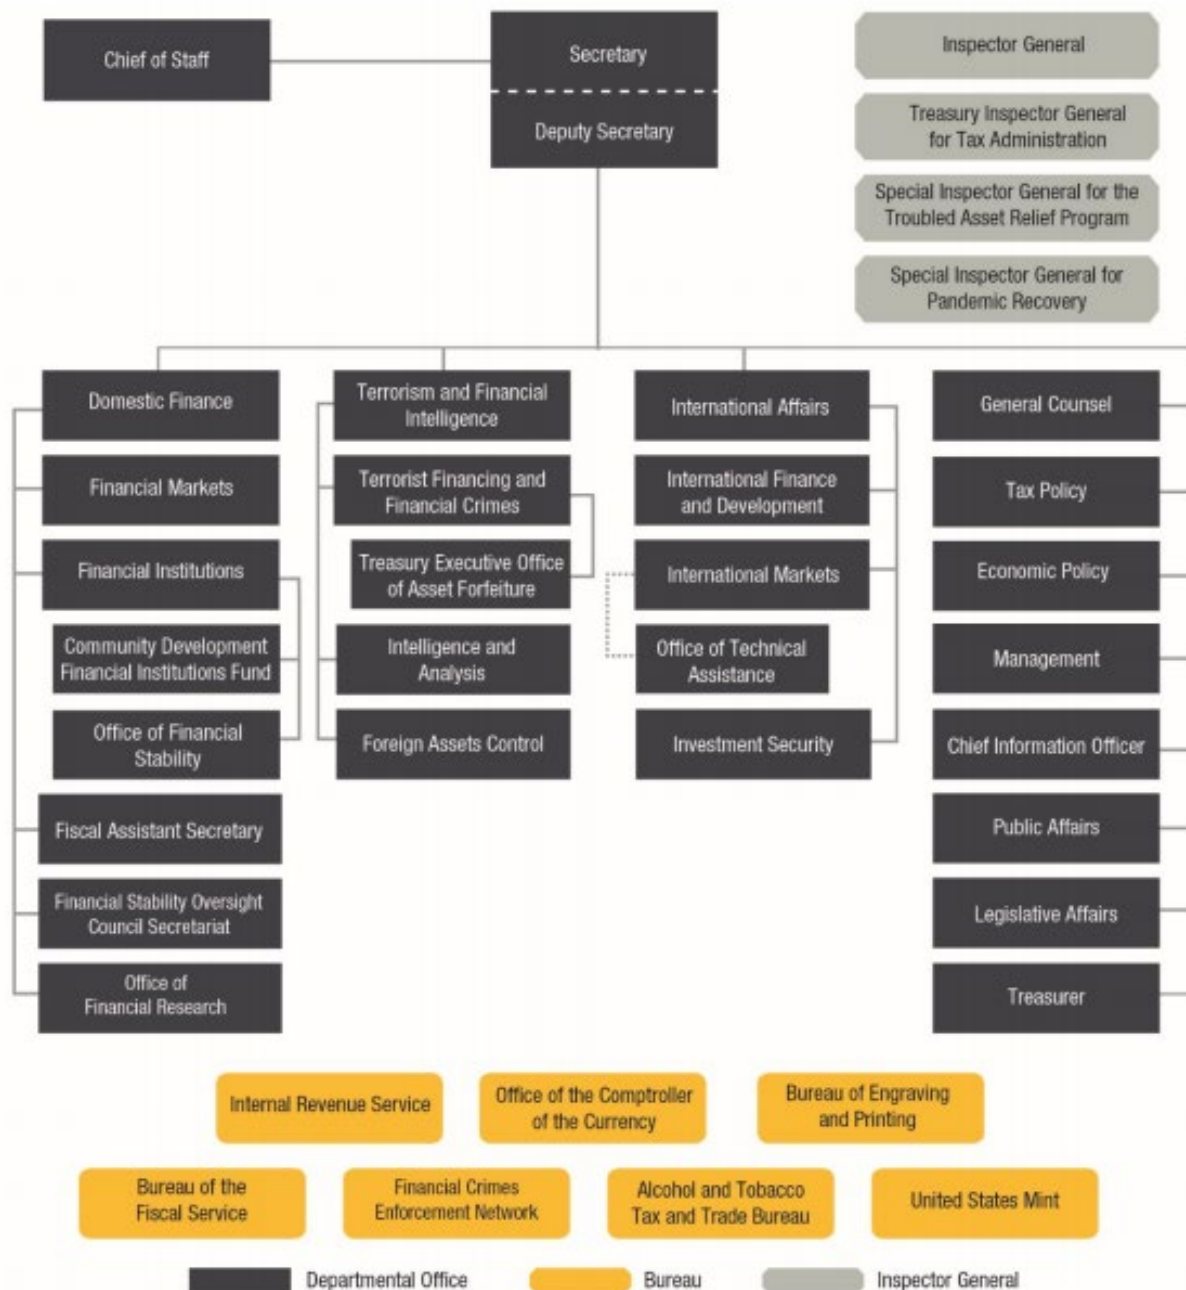 Chief of Staff
Secretary
Deputy Secretary
Inspector General
Treasury Inspector General
for Tax Administration
Special Inspector General for the
Troubled Asset Relief Program
Special Inspector General for
Pandemic Recovery
Domestic Finance
Financial Markets
Financial Institutions
Community Development
Financial Institutions Fund
Office of Financial
Stability
Fiscal Assistant Secretary
Financial Stability Oversight
Council Secretariat
Office of
Financial Research
Terrorism and Financial
Intelligence
Terrorist Financing and
Financial Crimes
Treasury Executive Office
of Asset Forfeiture
Intelligence and
Analysis
Foreign Assets Control
International Affairs
International Finance
and Development
International Markets
Office of Technical
Assistance
Investment Security
General Counsel
Tax Policy
Economic Policy
Management
Chief Information Officer
Public Affairs
Legislative Affairs
Treasurer
Internal Revenue Service
Office of the Comptroller
of the Currency
Bureau of Engraving
and Printing
Bureau of the
Fiscal Service
Financial Crimes
Enforcement Network
Alcohol and Tobacco
Tax and Trade Bureau
United States Mint
Departmental Office
Bureau
Inspector General